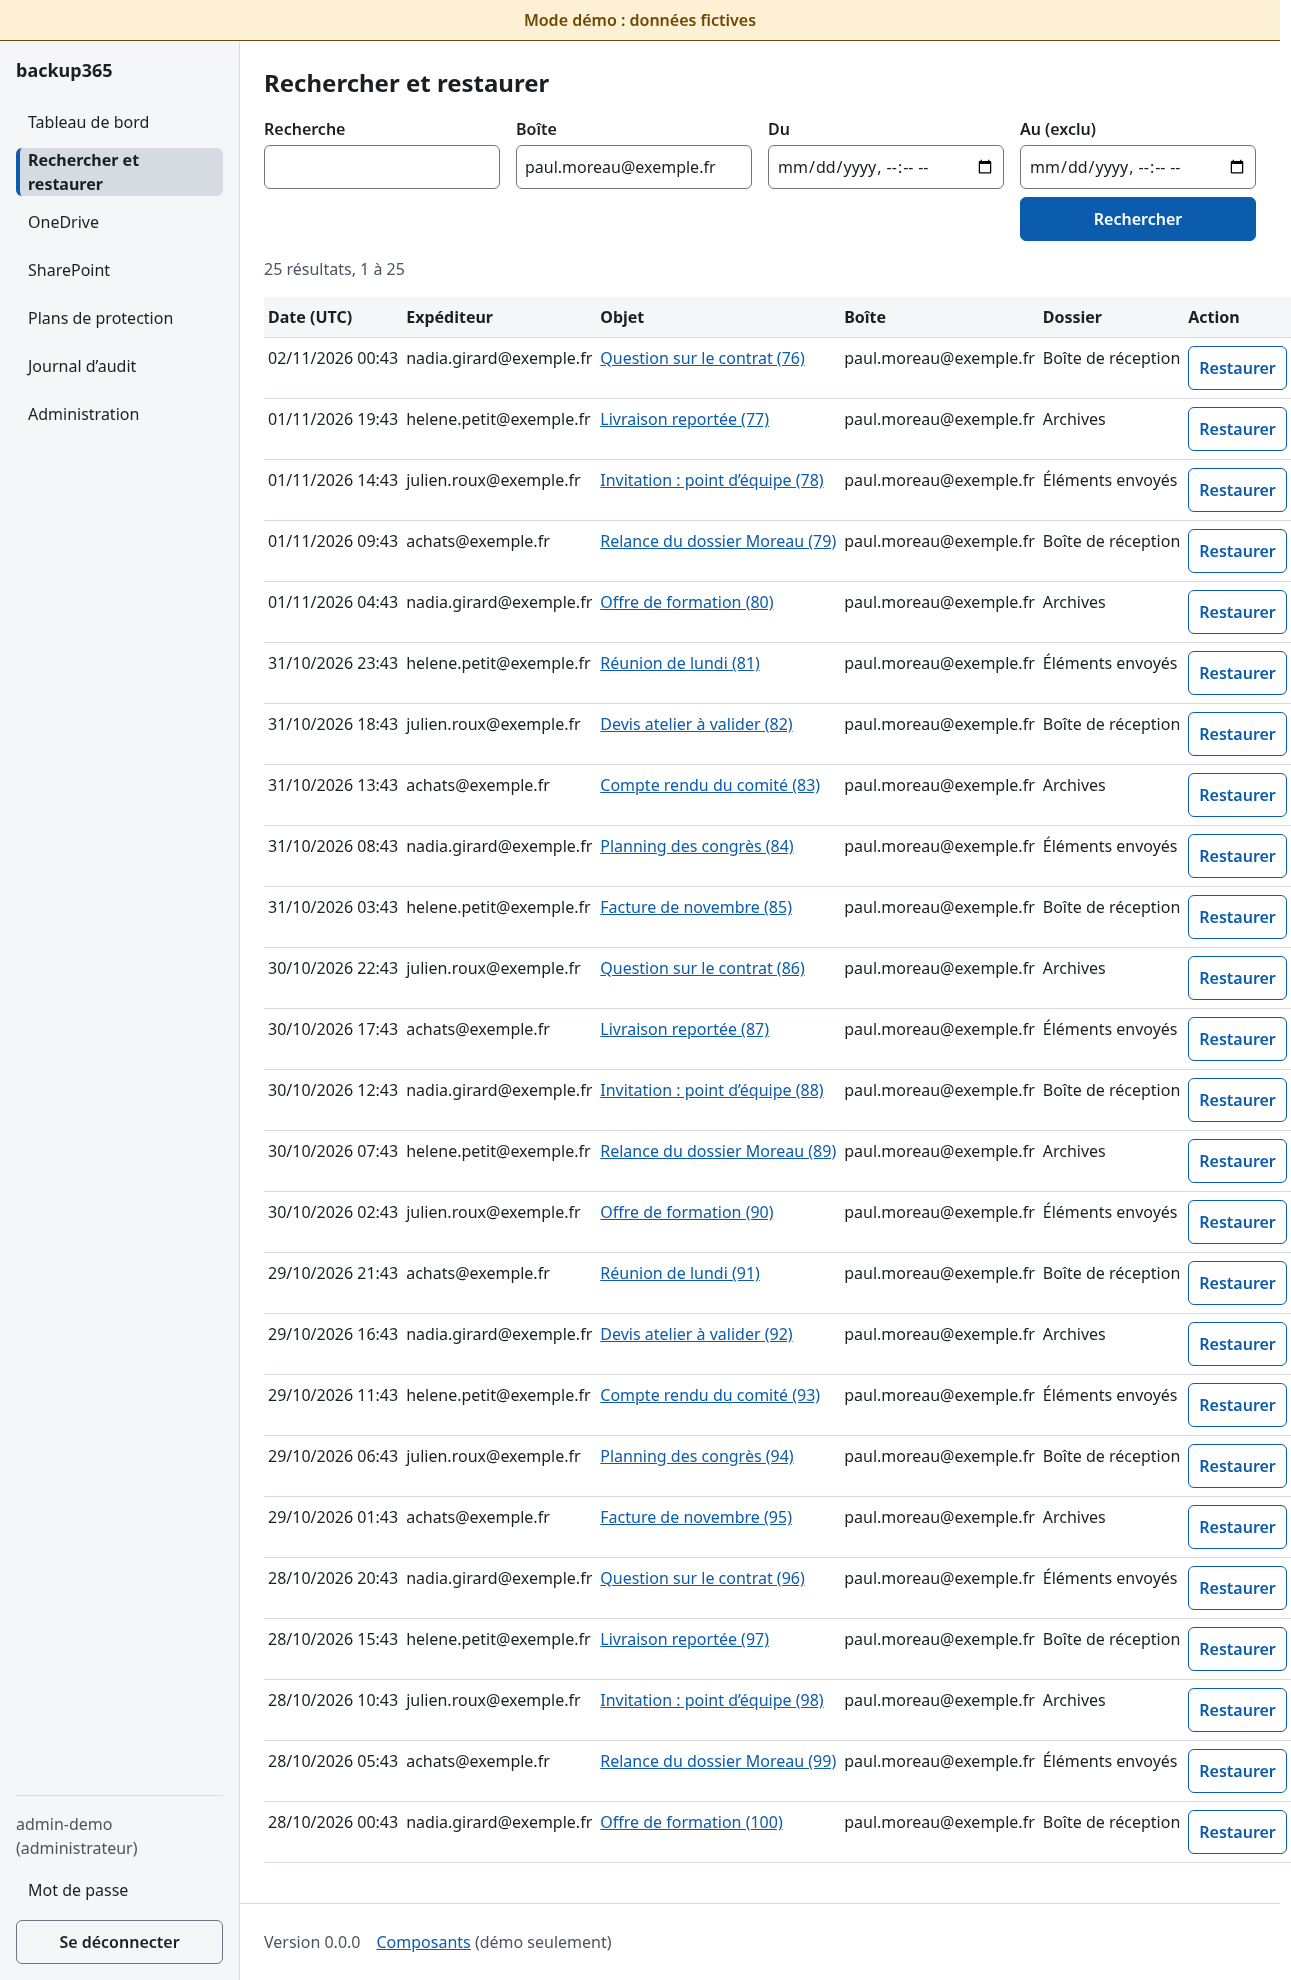 Mode démo : données fictives
backup365
Tableau de bord
Rechercher et
restaurer
OneDrive
SharePoint
Plans de protection
Journal d’audit
Administration
Rechercher et restaurer
Recherche Boîte Du Au (exclu)
paul.moreau@exemple.fr mm/dd/yyyy, --:-- -- mm/dd/yyyy, --:-- --
Rechercher
25 résultats, 1 à 25
Date (UTC) Expéditeur Objet Boîte Dossier Action
02/11/2026 00:43 nadia.girard@exemple.fr Question sur le contrat (76) paul.moreau@exemple.fr Boîte de réception Restaurer
01/11/2026 19:43 helene.petit@exemple.fr Livraison reportée (77) paul.moreau@exemple.fr Archives Restaurer
01/11/2026 14:43 julien.roux@exemple.fr Invitation : point d’équipe (78) paul.moreau@exemple.fr Éléments envoyés Restaurer
01/11/2026 09:43 achats@exemple.fr Relance du dossier Moreau (79) paul.moreau@exemple.fr Boîte de réception Restaurer
01/11/2026 04:43 nadia.girard@exemple.fr Offre de formation (80) paul.moreau@exemple.fr Archives Restaurer
31/10/2026 23:43 helene.petit@exemple.fr Réunion de lundi (81) paul.moreau@exemple.fr Éléments envoyés Restaurer
31/10/2026 18:43 julien.roux@exemple.fr Devis atelier à valider (82) paul.moreau@exemple.fr Boîte de réception Restaurer
31/10/2026 13:43 achats@exemple.fr Compte rendu du comité (83) paul.moreau@exemple.fr Archives Restaurer
31/10/2026 08:43 nadia.girard@exemple.fr Planning des congrès (84) paul.moreau@exemple.fr Éléments envoyés Restaurer
31/10/2026 03:43 helene.petit@exemple.fr Facture de novembre (85) paul.moreau@exemple.fr Boîte de réception Restaurer
30/10/2026 22:43 julien.roux@exemple.fr Question sur le contrat (86) paul.moreau@exemple.fr Archives Restaurer
30/10/2026 17:43 achats@exemple.fr Livraison reportée (87) paul.moreau@exemple.fr Éléments envoyés Restaurer
30/10/2026 12:43 nadia.girard@exemple.fr Invitation : point d’équipe (88) paul.moreau@exemple.fr Boîte de réception Restaurer
30/10/2026 07:43 helene.petit@exemple.fr Relance du dossier Moreau (89) paul.moreau@exemple.fr Archives Restaurer
30/10/2026 02:43 julien.roux@exemple.fr Offre de formation (90) paul.moreau@exemple.fr Éléments envoyés Restaurer
29/10/2026 21:43 achats@exemple.fr Réunion de lundi (91) paul.moreau@exemple.fr Boîte de réception Restaurer
29/10/2026 16:43 nadia.girard@exemple.fr Devis atelier à valider (92) paul.moreau@exemple.fr Archives Restaurer
29/10/2026 11:43 helene.petit@exemple.fr Compte rendu du comité (93) paul.moreau@exemple.fr Éléments envoyés Restaurer
29/10/2026 06:43 julien.roux@exemple.fr Planning des congrès (94) paul.moreau@exemple.fr Boîte de réception Restaurer
29/10/2026 01:43 achats@exemple.fr Facture de novembre (95) paul.moreau@exemple.fr Archives Restaurer
28/10/2026 20:43 nadia.girard@exemple.fr Question sur le contrat (96) paul.moreau@exemple.fr Éléments envoyés Restaurer
28/10/2026 15:43 helene.petit@exemple.fr Livraison reportée (97) paul.moreau@exemple.fr Boîte de réception Restaurer
28/10/2026 10:43 julien.roux@exemple.fr Invitation : point d’équipe (98) paul.moreau@exemple.fr Archives Restaurer
28/10/2026 05:43 achats@exemple.fr Relance du dossier Moreau (99) paul.moreau@exemple.fr Éléments envoyés Restaurer
28/10/2026 00:43 nadia.girard@exemple.fr Offre de formation (100) paul.moreau@exemple.fr Boîte de réception Restaurer
admin-demo
(administrateur)
Mot de passe
Se déconnecter
Version 0.0.0 Composants (démo seulement)